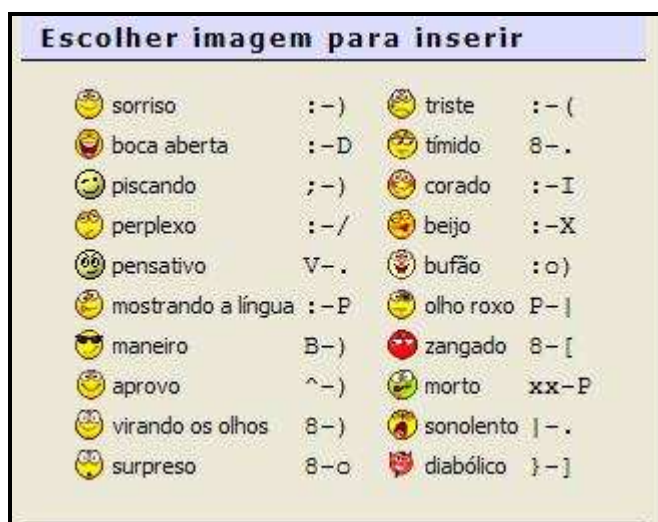 Escolher imagem para inserir
sorriso :-) triste :-(
boca aberta :-D tímido 8-.
piscando ;-) corado :-I
perplexo :-/ beijo :-X
pensativo V-. bufão :o)
mostrando a língua :-P olho roxo P-|
maneiro B-) zangado 8-[
aprovo ^-) morto xx-P
virando os olhos 8-) sonolento |-.
surpreso 8-o diabólico }-]